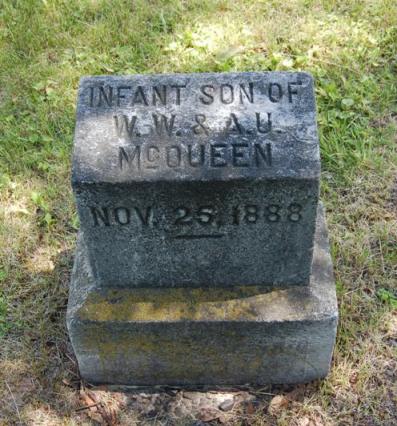 INFANT SON OF
W. W. & A. U.
McQUEEN
NOV. 25, 1888